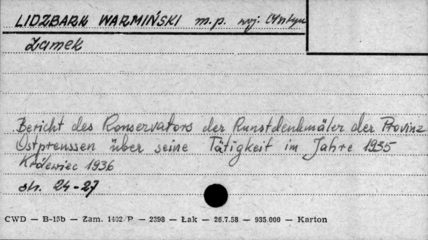 LIDZBARK WARMIŃSKI m.p. woj:
Zamek
Bericht des Konservators der Kunstdenkmäler der Provinz
Ostpreussen über seine Tätigkeit im Jahre 1935
Królewiec 1936
str. 24-27
CWD — B-15b — Zam. 1432/P — 2398 — Łak — 26.7.58 — 935.000 — Karton